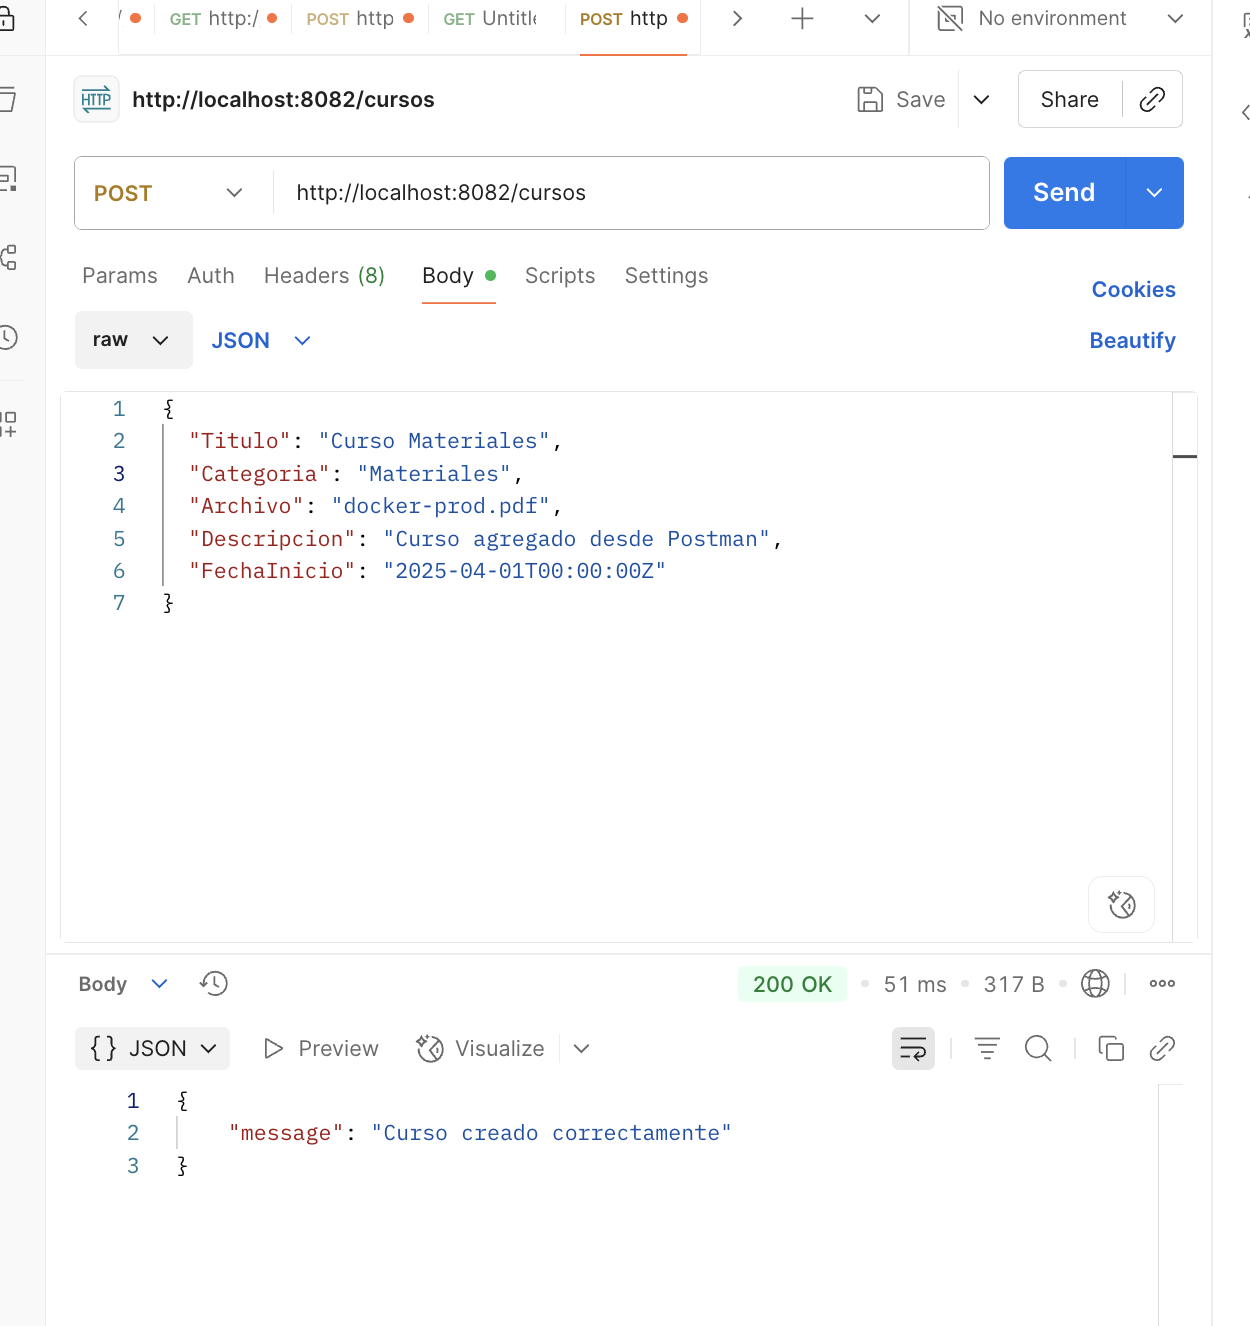 GET http:/
POST http
GET Untitle
POST http
No environment
HTTP http://localhost:8082/cursos
Save
Share
POST
http://localhost:8082/cursos
Send
Params Auth Headers (8) Body Scripts Settings
Cookies
raw JSON
Beautify
1 {
2 "Titulo": "Curso Materiales",
3 "Categoria": "Materiales",
4 "Archivo": "docker-prod.pdf",
5 "Descripcion": "Curso agregado desde Postman",
6 "FechaInicio": "2025-04-01T00:00:00Z"
7 }
Body 200 OK 51 ms 317 B
{} JSON Preview Visualize
1 {
2 "message": "Curso creado correctamente"
3 }